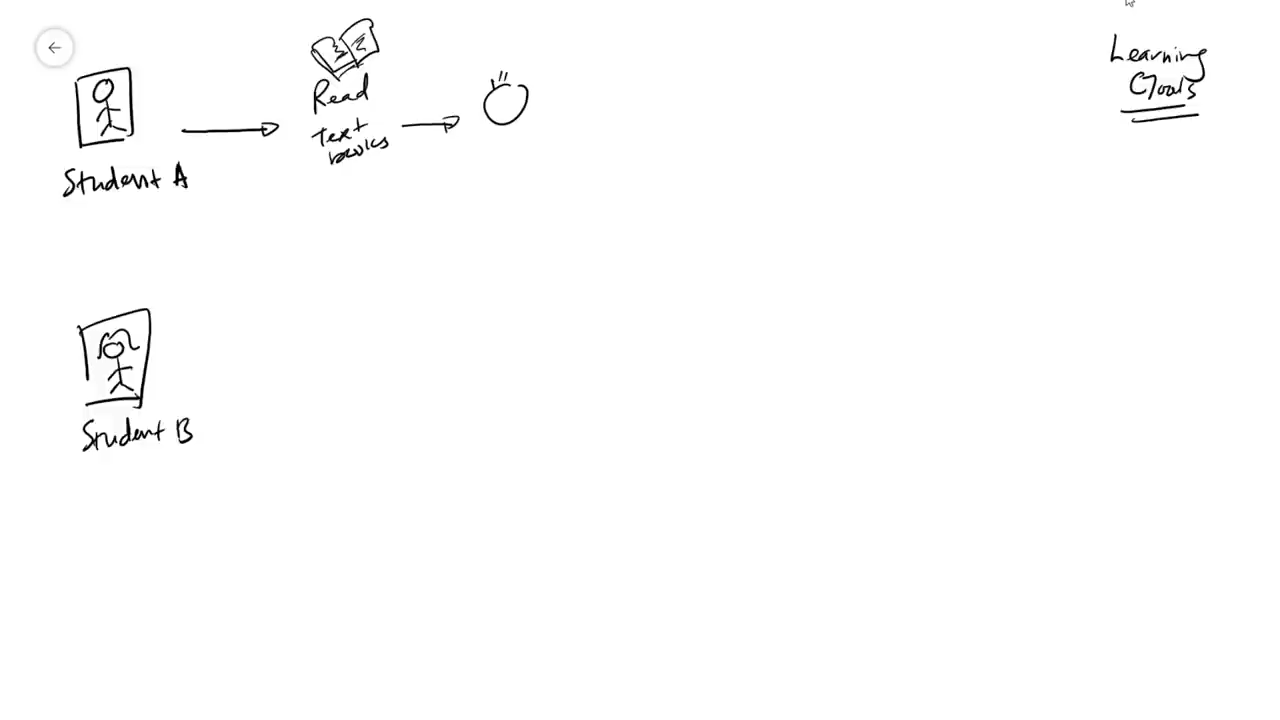 Learning
Goals
Read
Text
books
Student A
Student B